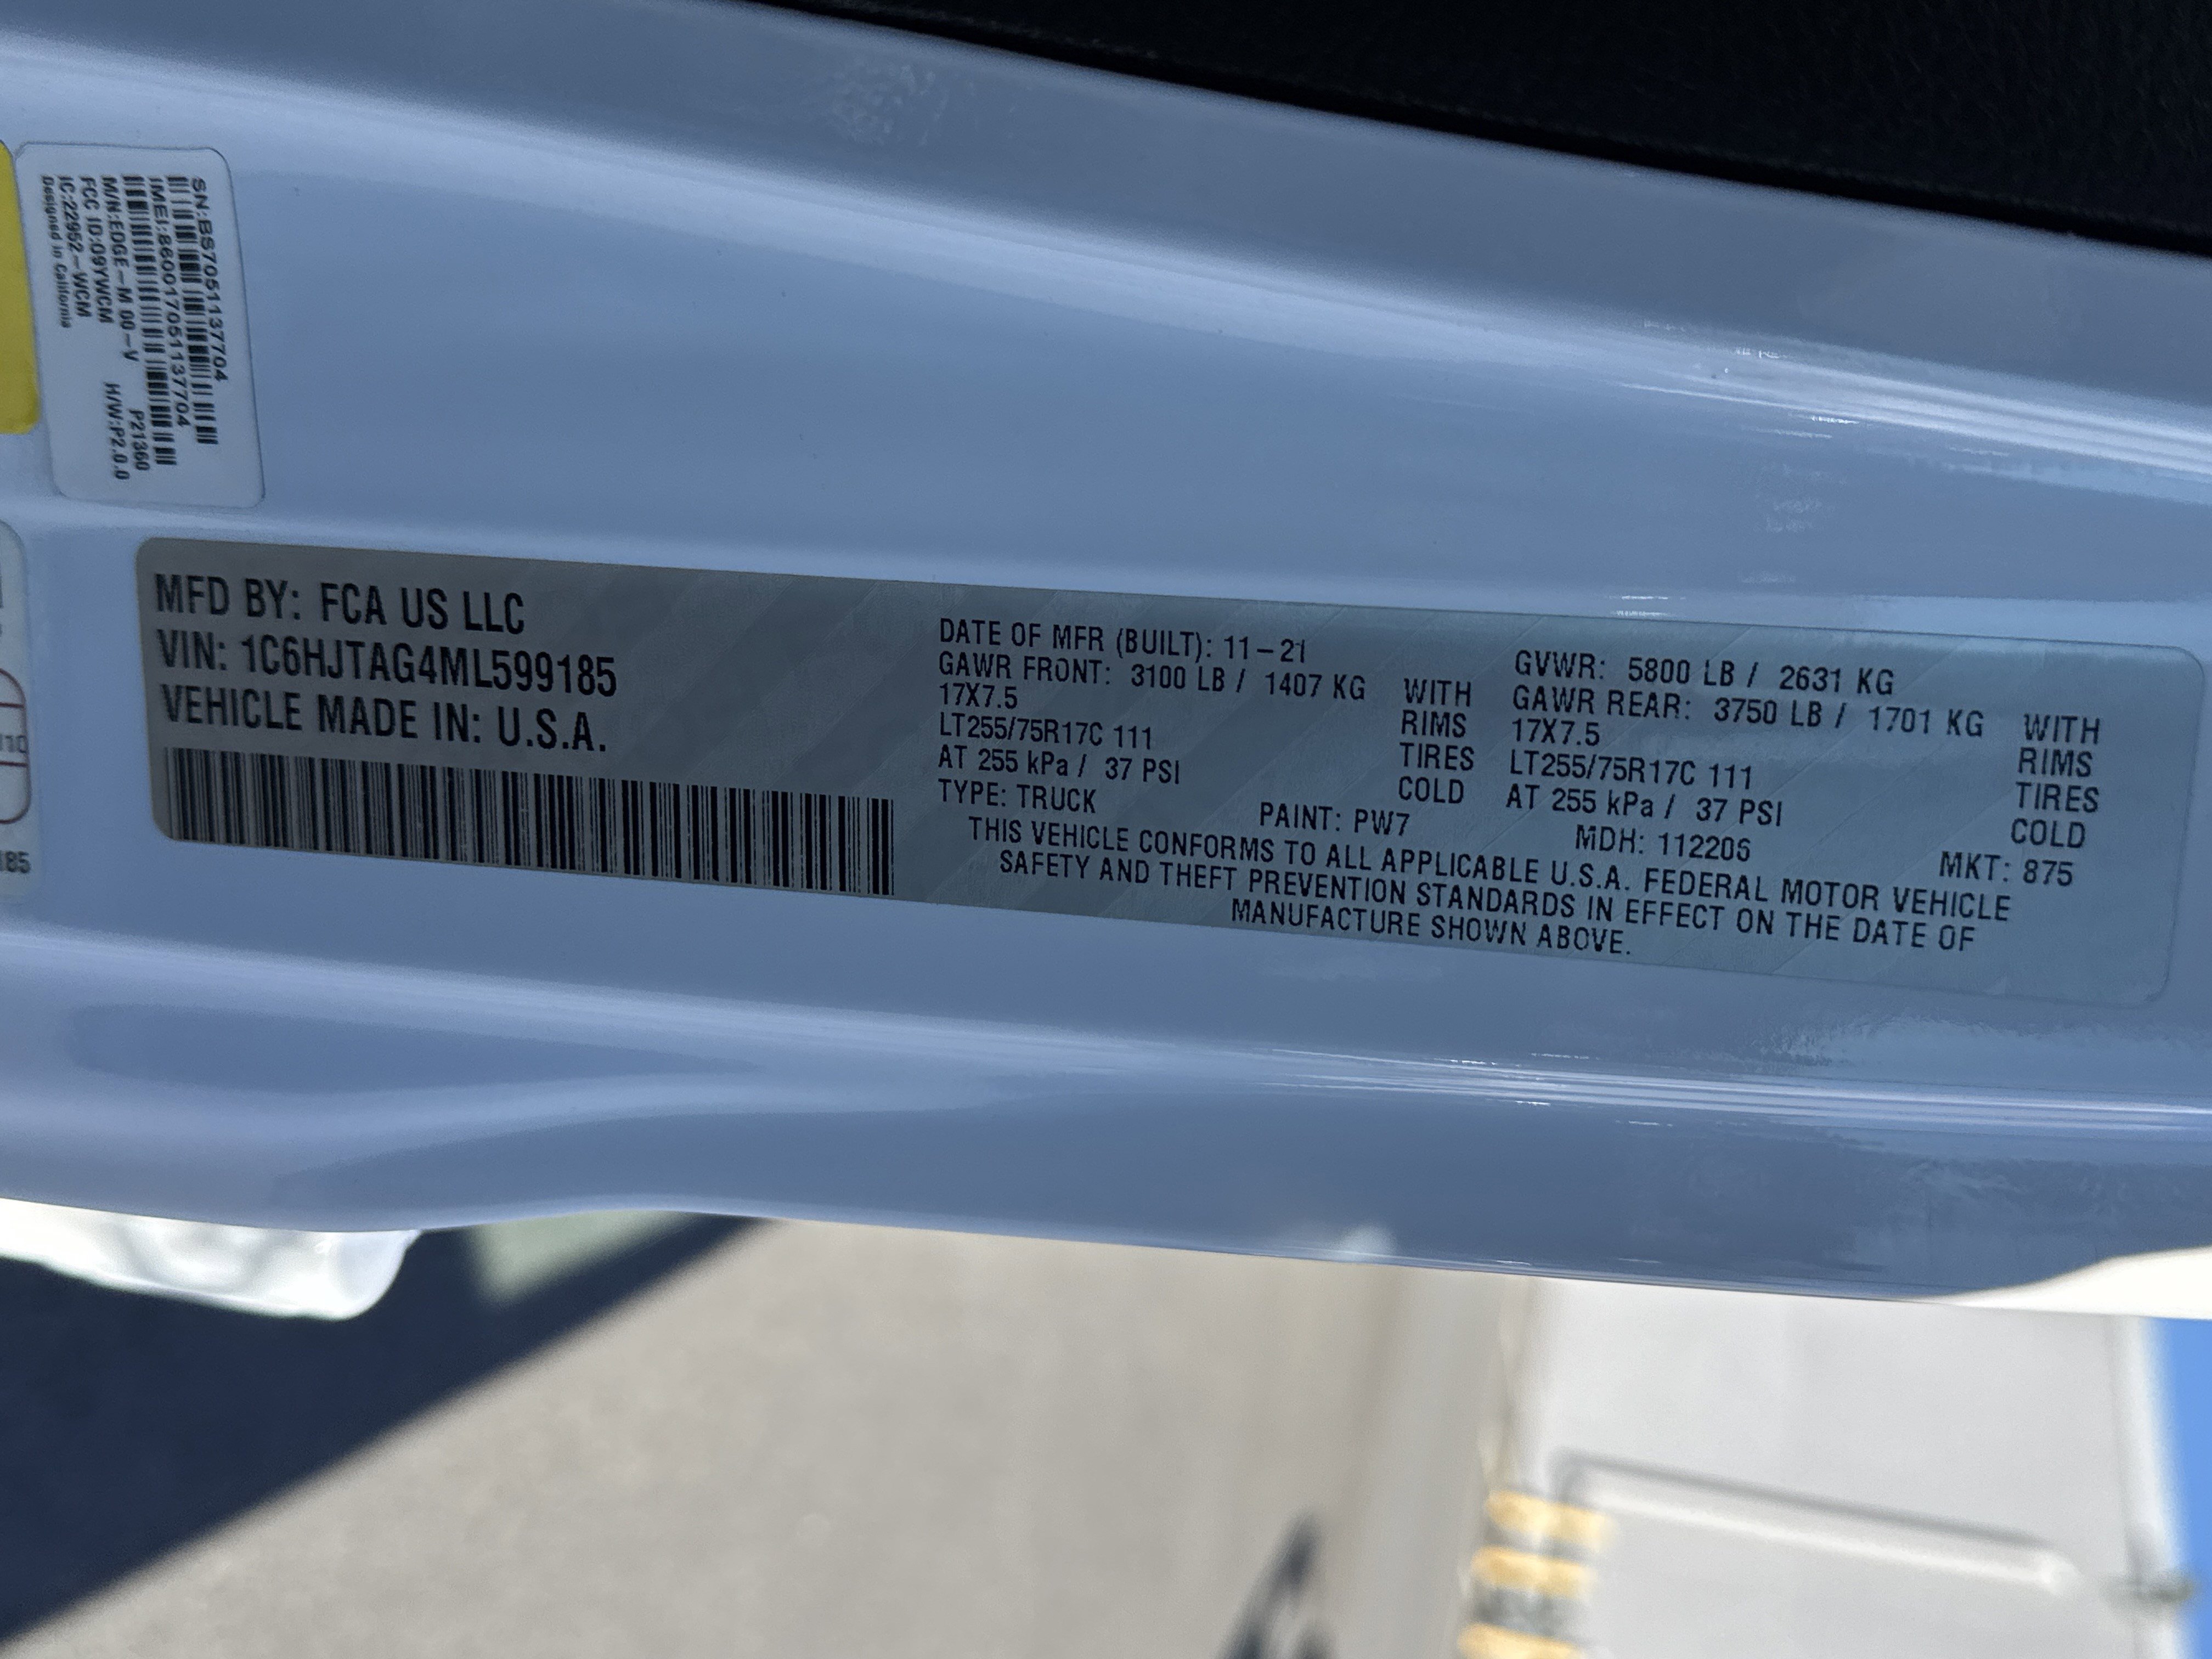 SN:BS7051137704
IMEI:860017051137704
M/N:EDGE-M 00-V P21360
FCC ID:09YWCM H/W:P2.0.0
IC:22952-WCM
Designed in California
MFD BY: FCA US LLC
VIN: 1C6HJTAG4ML599185
VEHICLE MADE IN: U.S.A.
DATE OF MFR (BUILT): 11-21 GVWR: 5800 LB / 2631 KG
GAWR FRONT: 3100 LB / 1407 KG WITH GAWR REAR: 3750 LB / 1701 KG WITH
17X7.5 RIMS 17X7.5 RIMS
LT255/75R17C 111 TIRES LT255/75R17C 111 TIRES
AT 255 kPa / 37 PSI COLD AT 255 kPa / 37 PSI COLD
TYPE: TRUCK PAINT: PW7 MDH: 112206 MKT: 875
THIS VEHICLE CONFORMS TO ALL APPLICABLE U.S.A. FEDERAL MOTOR VEHICLE
SAFETY AND THEFT PREVENTION STANDARDS IN EFFECT ON THE DATE OF
MANUFACTURE SHOWN ABOVE.
185